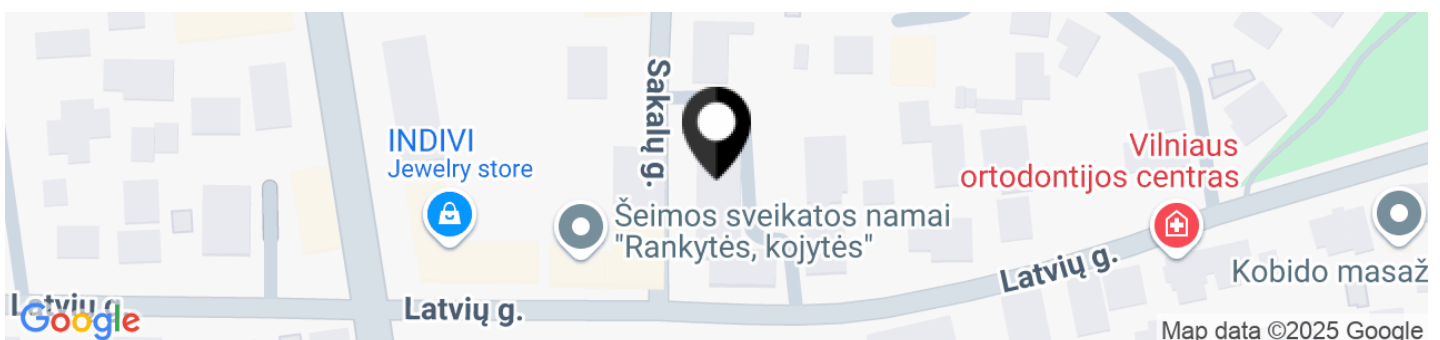 Sakalų g.
INDIVI
Jewelry store
Vilniaus
ortodontijos centras
Šeimos sveikatos namai
"Rankytės, kojytės"
Latvių g.
Kobido masaž
Latvių g.
Latvių g.
Google
Map data ©2025 Google